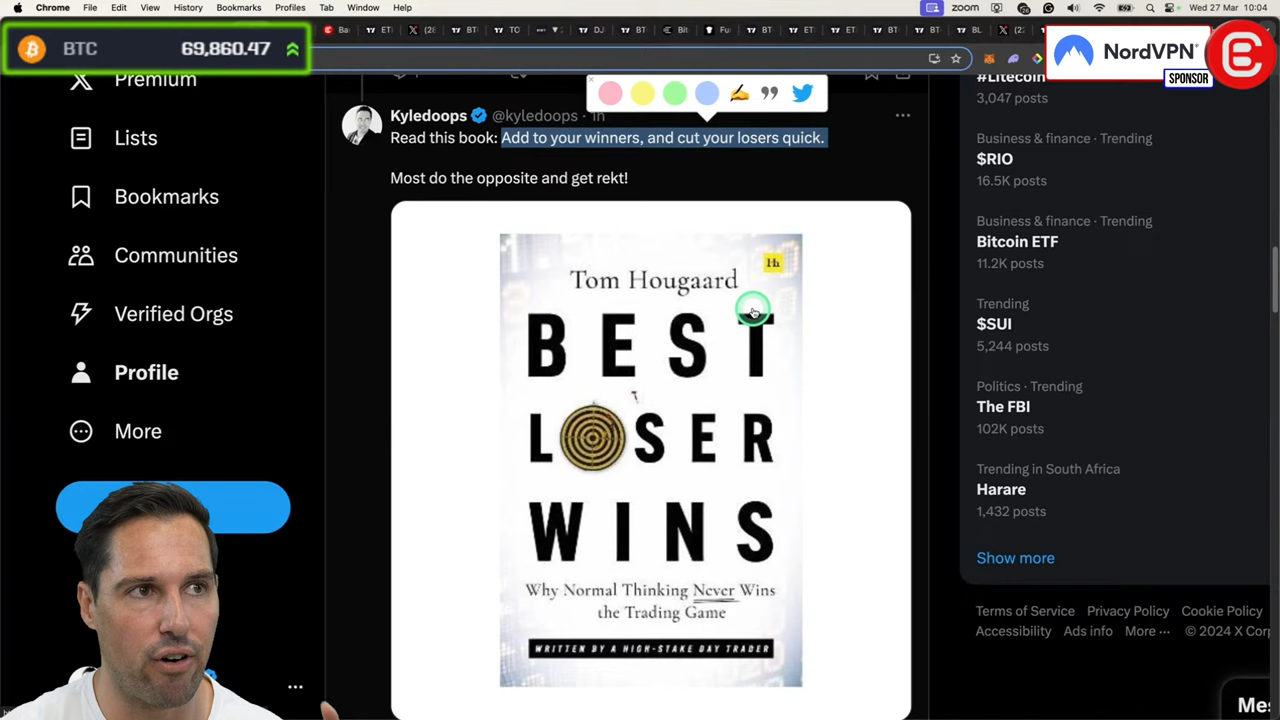 Chrome File Edit View History Bookmarks Profiles Tab Window Help
zoom Wed 27 Mar 10:04
BTC 69,860.47
NordVPN®
SPONSOR
Premium
Lists
Bookmarks
Communities
Verified Orgs
Profile
More
Kyledoops @kyledoops · 1h
Read this book: Add to your winners, and cut your losers quick.
Most do the opposite and get rekt!
Hh
Tom Hougaard
BEST
LOSER
WINS
Why Normal Thinking Never Wins
the Trading Game
WRITTEN BY A HIGH-STAKE DAY TRADER
#Litecoin
3,047 posts
Business & finance · Trending
$RIO
16.5K posts
Business & finance · Trending
Bitcoin ETF
11.2K posts
Trending
$SUI
5,244 posts
Politics · Trending
The FBI
102K posts
Trending in South Africa
Harare
1,432 posts
Show more
Terms of Service Privacy Policy Cookie Policy
Accessibility Ads info More ··· © 2024 X Corp
Mes